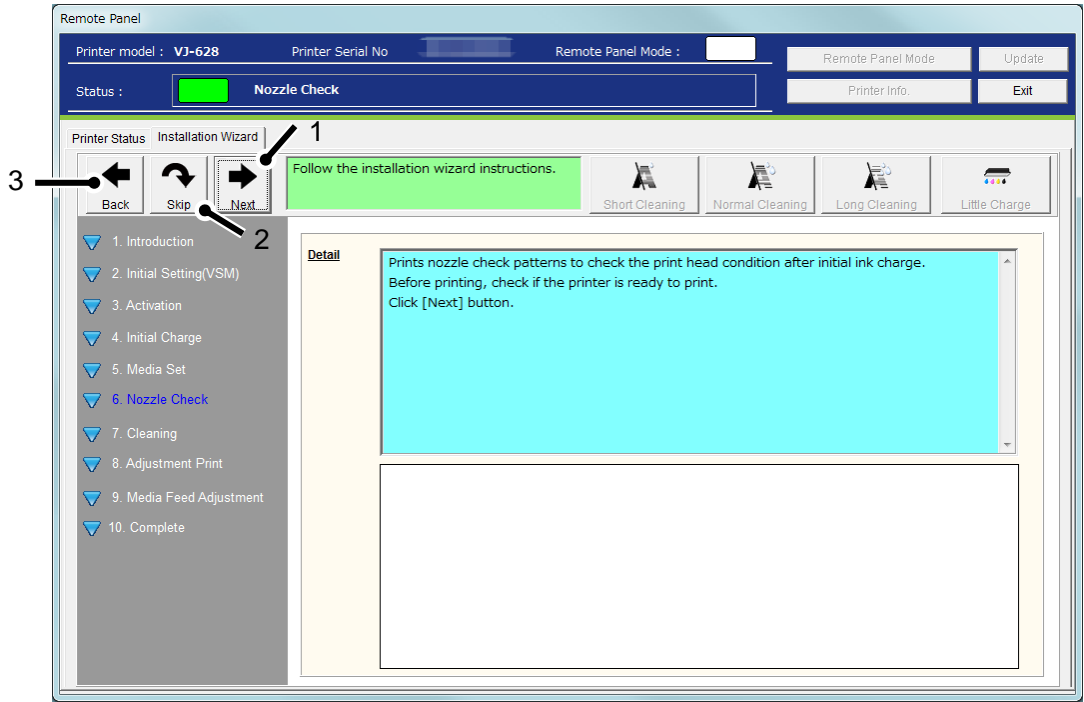 Remote Panel
Printer model : VJ-628 Printer Serial No Remote Panel Mode :
Remote Panel Mode Update
Status : Nozzle Check
Printer Info. Exit
Printer Status Installation Wizard 1
3 Back Skip Next
2
Follow the installation wizard instructions.
Short Cleaning Normal Cleaning Long Cleaning Little Charge
1. Introduction
2. Initial Setting(VSM)
3. Activation
4. Initial Charge
5. Media Set
6. Nozzle Check
7. Cleaning
8. Adjustment Print
9. Media Feed Adjustment
10. Complete
Detail
Prints nozzle check patterns to check the print head condition after initial ink charge.
Before printing, check if the printer is ready to print.
Click [Next] button.